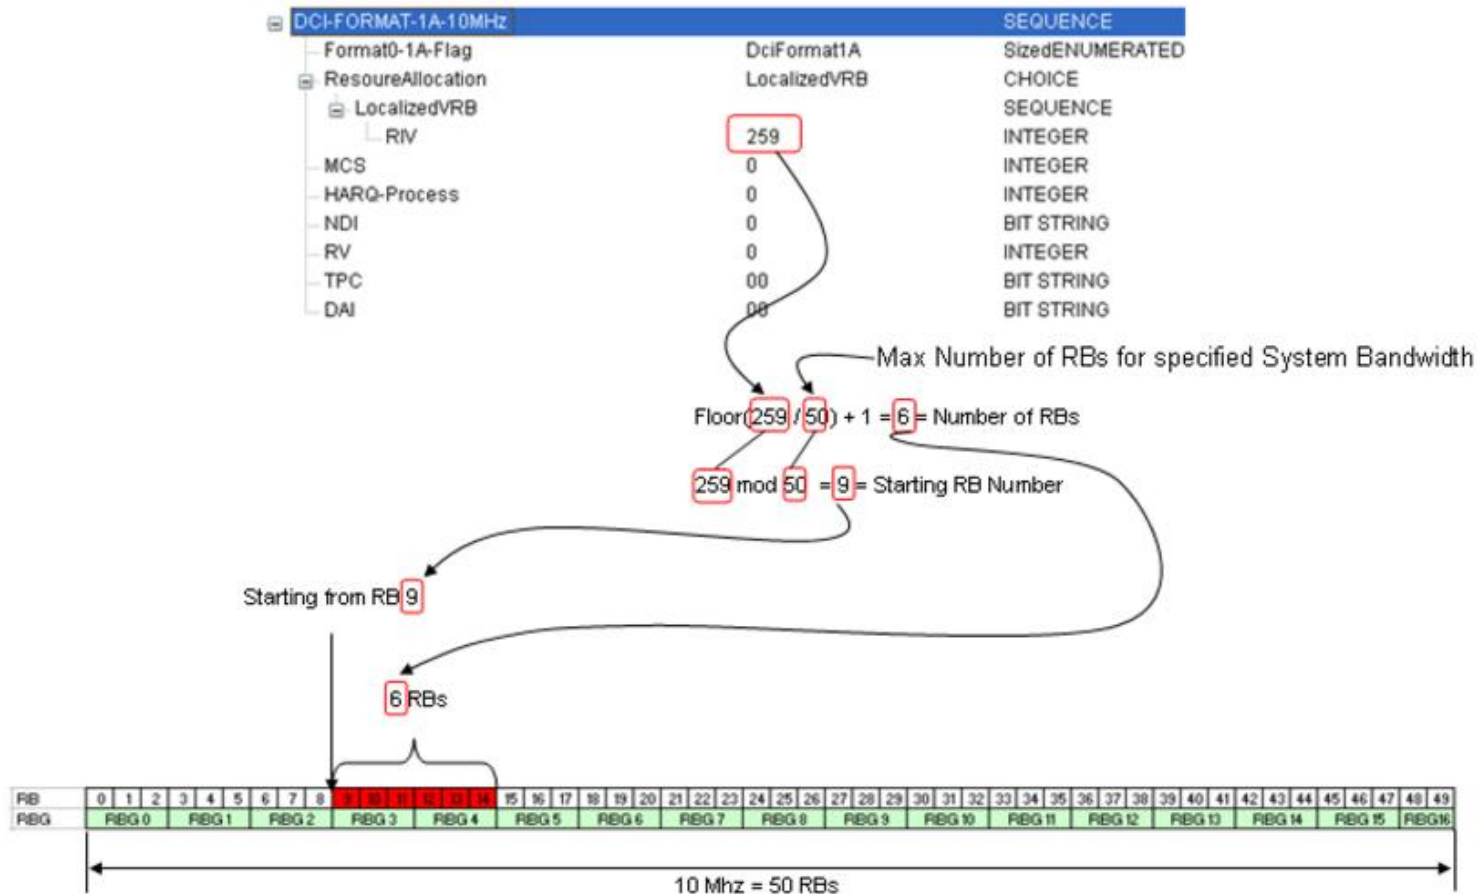 DCI-FORMAT-1A-10MHz SEQUENCE
Format0-1A-Flag DciFormat1A SizedENUMERATED
ResoureAllocation LocalizedVRB CHOICE
LocalizedVRB SEQUENCE
RIV 259 INTEGER
MCS 0 INTEGER
HARQ-Process 0 INTEGER
NDI 0 BIT STRING
RV 0 INTEGER
TPC 00 BIT STRING
DAI 00 BIT STRING
Max Number of RBs for specified System Bandwidth
Floor(259 / 50) + 1 = 6 = Number of RBs
259 mod 50 = 9 = Starting RB Number
Starting from RB 9
6 RBs
RB 0 1 2 3 4 5 6 7 8 9 10 11 12 13 14 15 16 17 18 19 20 21 22 23 24 25 26 27 28 29 30 31 32 33 34 35 36 37 38 39 40 41 42 43 44 45 46 47 48 49
RBG RBG 0 RBG 1 RBG 2 RBG 3 RBG 4 RBG 5 RBG 6 RBG 7 RBG 8 RBG 9 RBG 10 RBG 11 RBG 12 RBG 13 RBG 14 RBG 15 RBG16
10 Mhz = 50 RBs